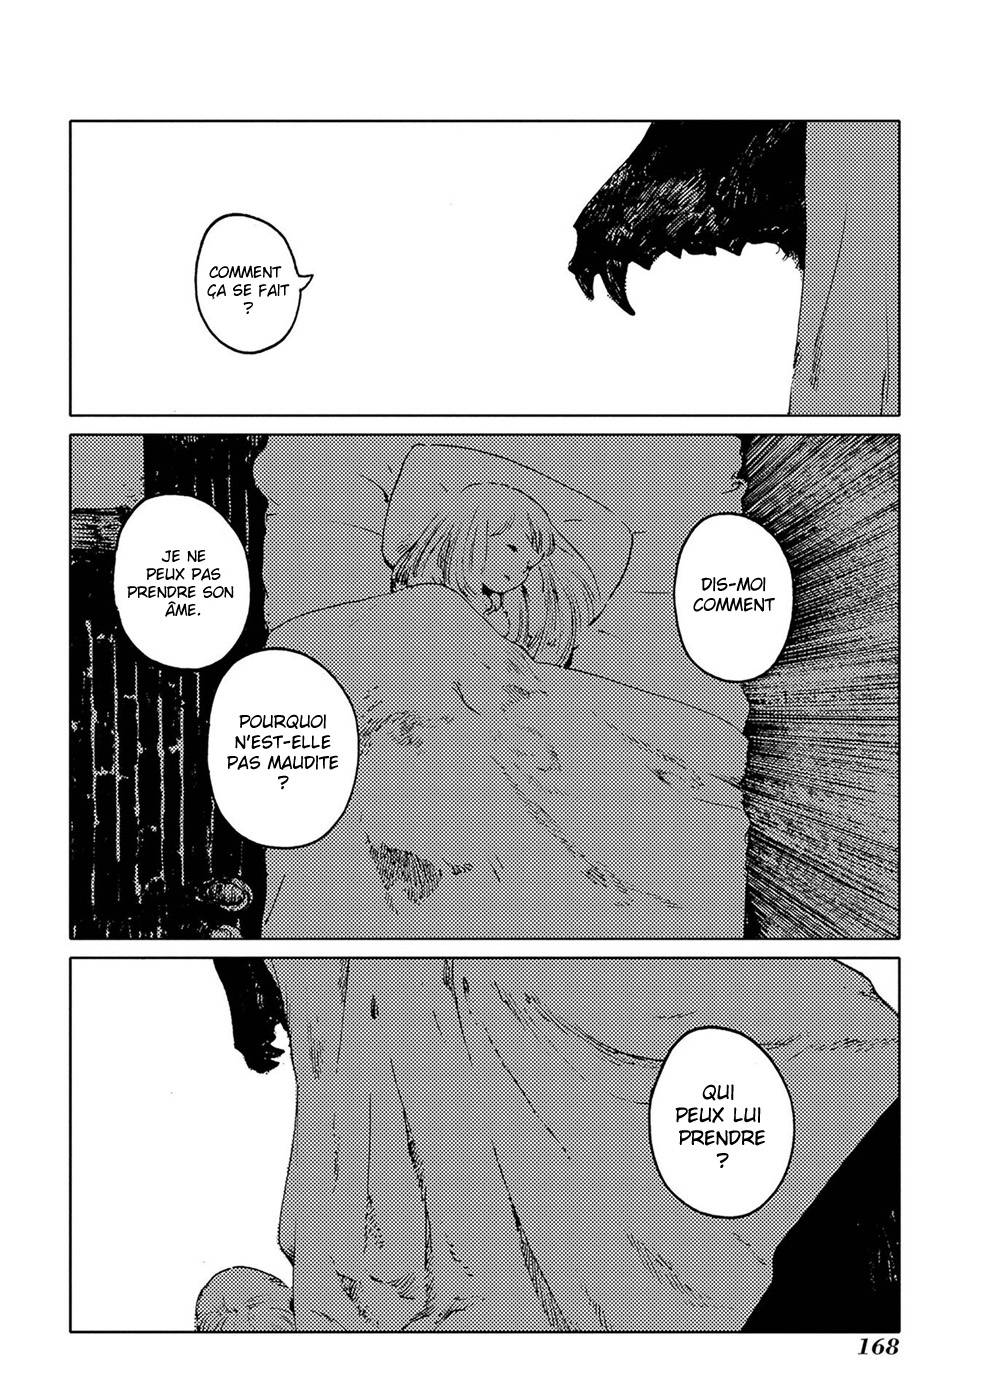 COMMENT
ÇA SE FAIT
?
DIS-MOI
COMMENT
JE NE
PEUX PAS
PRENDRE SON
ÂME.
POURQUOI
N'EST-ELLE
PAS MAUDITE
?
QUI
PEUX LUI
PRENDRE
?
168